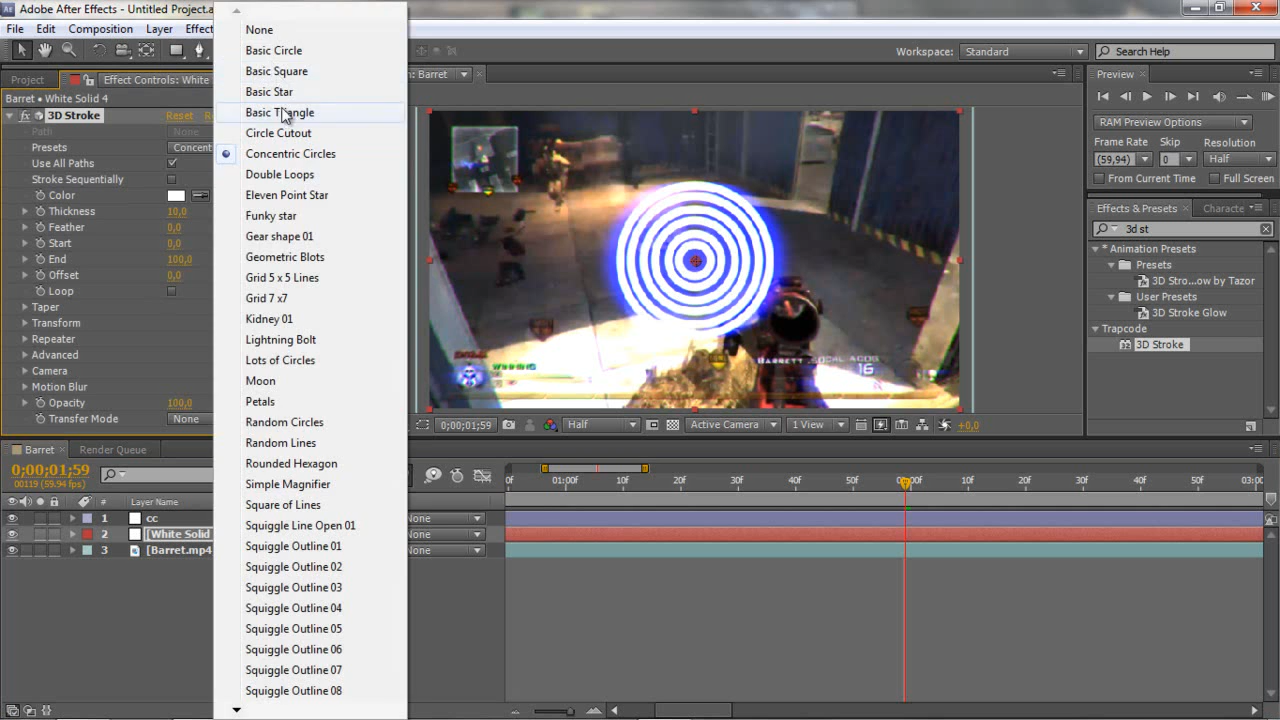 Adobe After Effects - Untitled Project.a
File Edit Composition Layer Effect
Workspace: Standard Search Help
Project Effect Controls: White
: Barret
Preview
Barret • White Solid 4
fx 3D Stroke Reset
Path None
Presets Concent
Use All Paths
Stroke Sequentially
Color
Thickness 10,0
Feather 0,0
Start 0,0
End 100,0
Offset 0,0
Loop
Taper
Transform
Repeater
Advanced
Camera
Motion Blur
Opacity 100,0
Transfer Mode None
None
Basic Circle
Basic Square
Basic Star
Basic Triangle
Circle Cutout
Concentric Circles
Double Loops
Eleven Point Star
Funky star
Gear shape 01
Geometric Blots
Grid 5 x 5 Lines
Grid 7 x7
Kidney 01
Lightning Bolt
Lots of Circles
Moon
Petals
Random Circles
Random Lines
Rounded Hexagon
Simple Magnifier
Square of Lines
Squiggle Line Open 01
Squiggle Outline 01
Squiggle Outline 02
Squiggle Outline 03
Squiggle Outline 04
Squiggle Outline 05
Squiggle Outline 06
Squiggle Outline 07
Squiggle Outline 08
WINNING
BARRETT .50CAL ACOG
16
0;00;01;59 Half Active Camera 1 View +0,0
RAM Preview Options
Frame Rate Skip Resolution
(59,94) 0 Half
From Current Time Full Screen
Effects & Presets Characte
3d st
* Animation Presets
Presets
3D Stro...ow by Tazor
User Presets
3D Stroke Glow
Trapcode
3D Stroke
Barret Render Queue
0;00;01;59
00119 (59.94 fps)
# Layer Name
1 cc None
2 [White Solid None
3 [Barret.mp4 None
0f 01:00f 10f 20f 30f 40f 50f 00f 10f 20f 30f 40f 50f 03:0